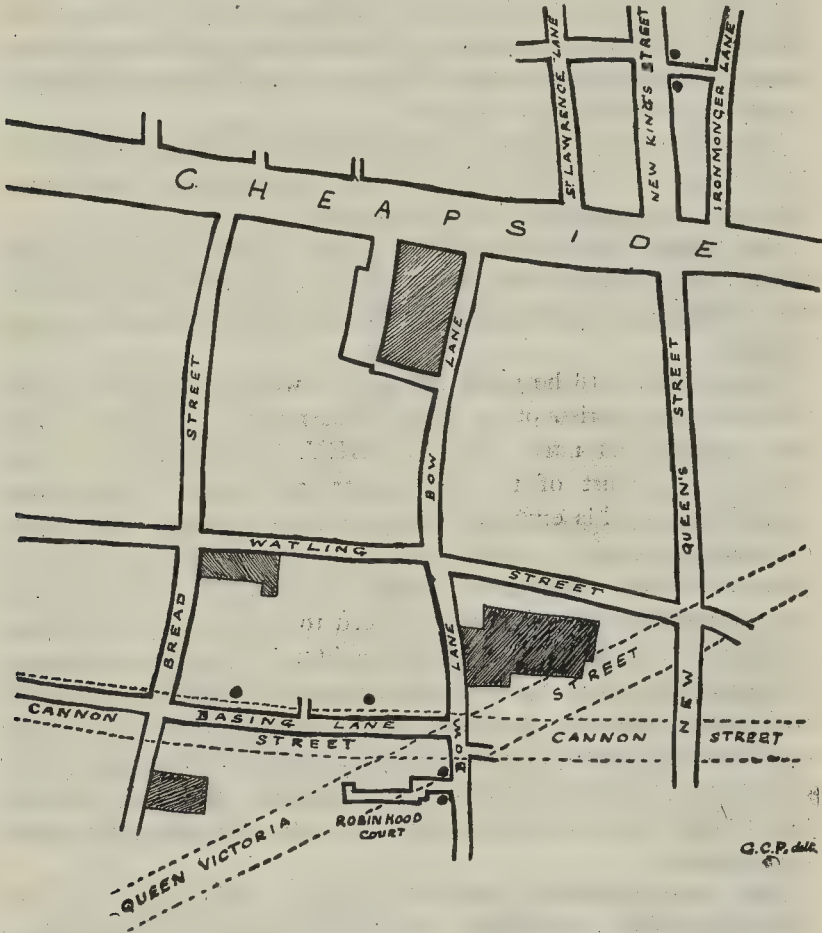 ST LAWRENCE LANE
NEW KING'S STREET
IRONMONGER LANE
CHEAPSIDE
BREAD STREET
BOW LANE
NEW QUEEN'S STREET
WATLING STREET
BOW LANE
BASING LANE
CANNON STREET
CANNON STREET
QUEEN VICTORIA STREET
ROBIN HOOD
COURT
G.C.P. delt.